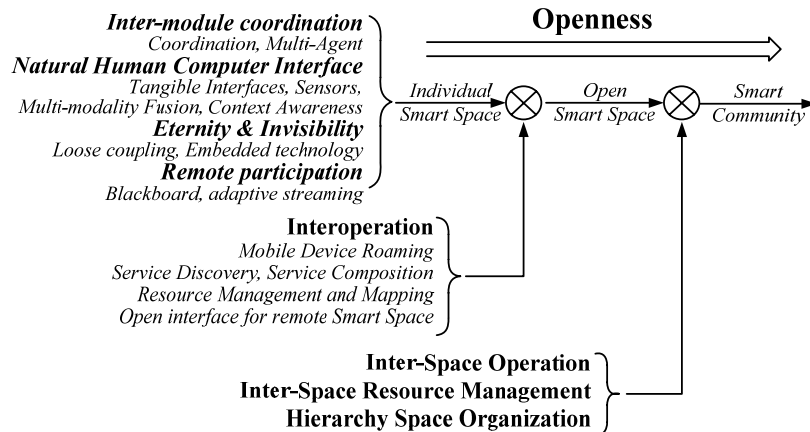 Openness
Inter-module coordination
Coordination, Multi-Agent
Natural Human Computer Interface
Tangible Interfaces, Sensors,
Multi-modality Fusion, Context Awareness
Eternity & Invisibility
Loose coupling, Embedded technology
Remote participation
Blackboard, adaptive streaming
Individual
Smart Space
Open
Smart Space
Smart
Community
Interoperation
Mobile Device Roaming
Service Discovery, Service Composition
Resource Management and Mapping
Open interface for remote Smart Space
Inter-Space Operation
Inter-Space Resource Management
Hierarchy Space Organization